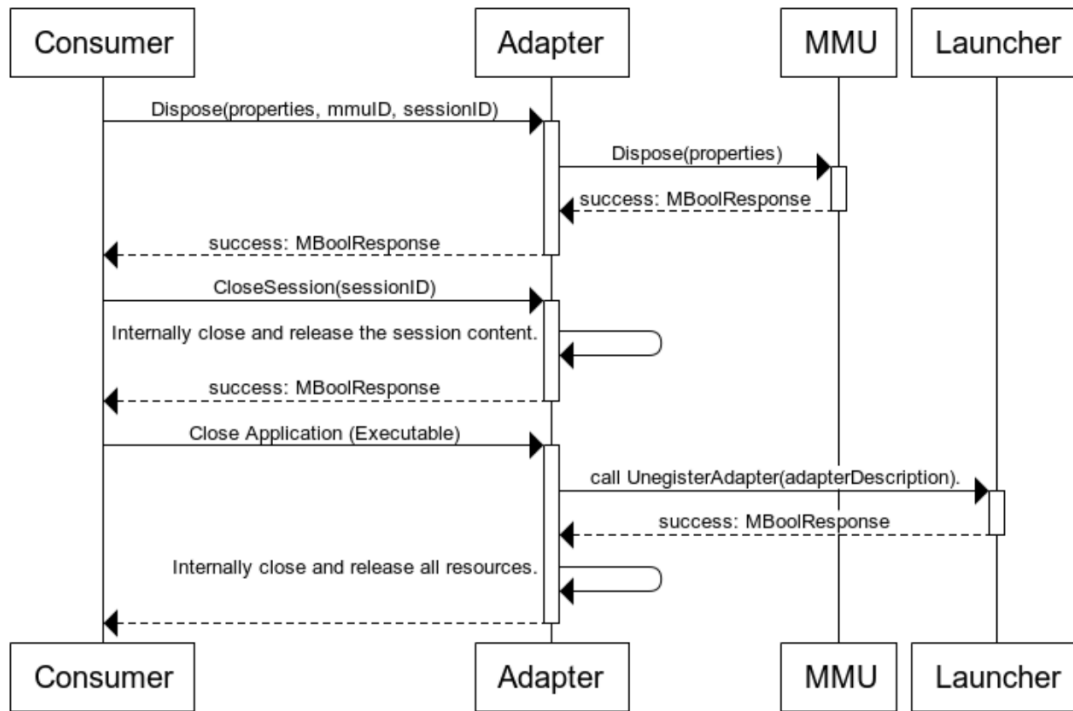 Consumer
Adapter
MMU
Launcher
Dispose(properties, mmuID, sessionID)
Dispose(properties)
success: MBoolResponse
success: MBoolResponse
CloseSession(sessionID)
Internally close and release the session content.
success: MBoolResponse
Close Application (Executable)
call UnegisterAdapter(adapterDescription).
success: MBoolResponse
Internally close and release all resources.
Consumer
Adapter
MMU
Launcher